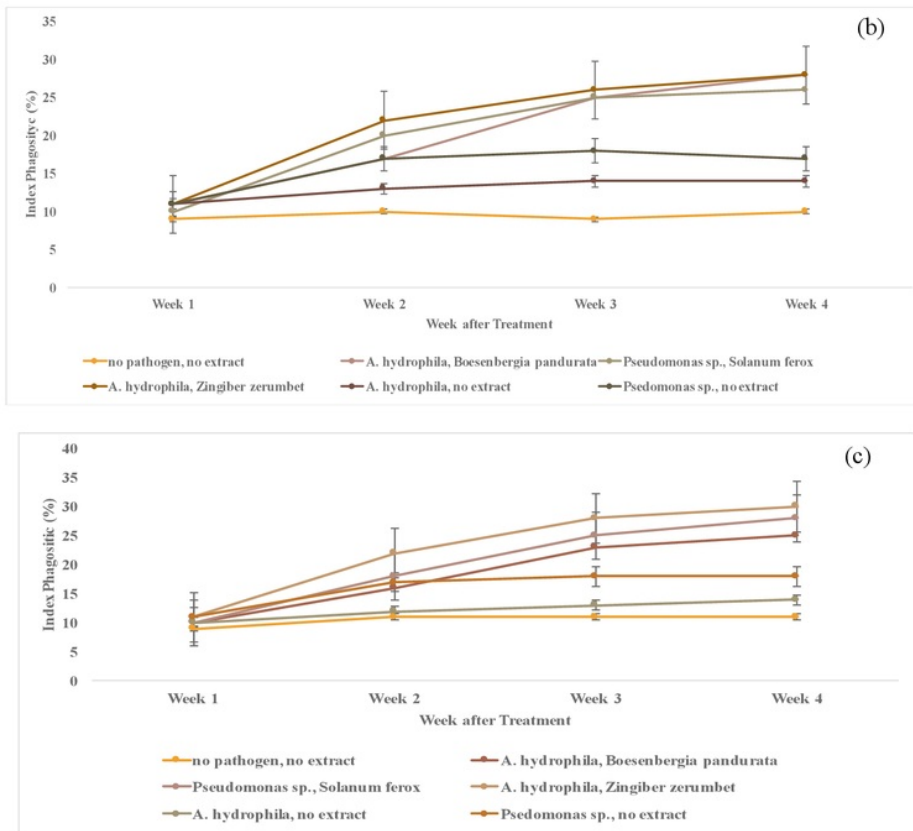 (b)
35
30
25
20
15
10
5
0
Index Phagosityc (%)
Week 1 Week 2 Week 3 Week 4
Week after Treatment
no pathogen, no extract A. hydrophila, Boesenbergia pandurata Pseudomonas sp., Solanum ferox
A. hydrophila, Zingiber zerumbet A. hydrophila, no extract Psedomonas sp., no extract
(c)
40
35
30
25
20
15
10
5
0
Index Phagositic (%)
Week 1 Week 2 Week 3 Week 4
Week after Treatment
no pathogen, no extract A. hydrophila, Boesenbergia pandurata
Pseudomonas sp., Solanum ferox A. hydrophila, Zingiber zerumbet
A. hydrophila, no extract Psedomonas sp., no extract